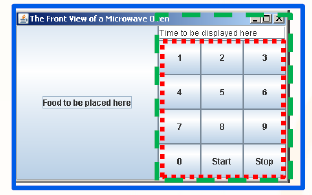 The Front View of a Microwave Oven
Time to be displayed here
1 2 3
4 5 6
Food to be placed here
7 8 9
0 Start Stop